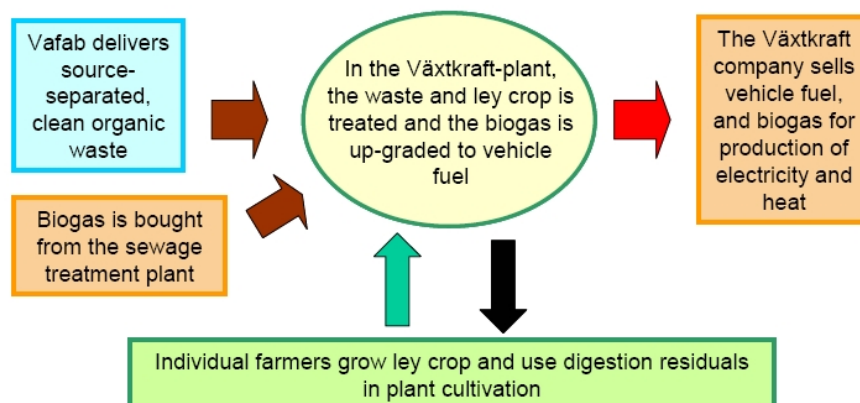 Vafab delivers
source-
separated,
clean organic
waste
Biogas is bought
from the sewage
treatment plant
In the Växtkraft-plant,
the waste and ley crop is
treated and the biogas is
up-graded to vehicle
fuel
The Växtkraft
company sells
vehicle fuel,
and biogas for
production of
electricity and
heat
Individual farmers grow ley crop and use digestion residuals
in plant cultivation